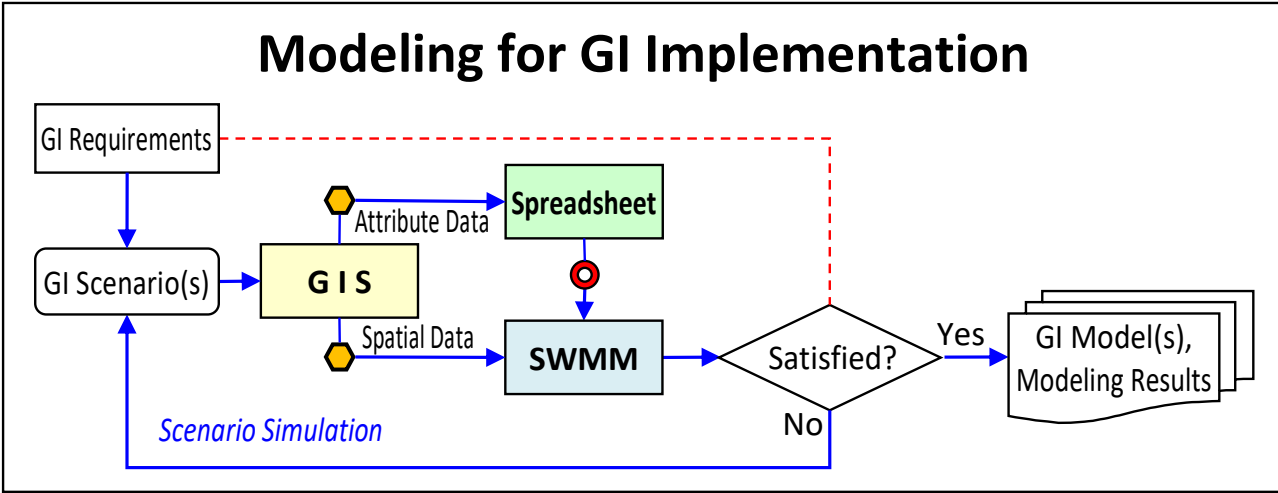 Modeling for GI Implementation
GI Requirements
Spreadsheet
Attribute Data
GI Scenario(s)
G I S
Spatial Data
SWMM
Satisfied?
Yes
GI Model(s),
Modeling Results
No
Scenario Simulation